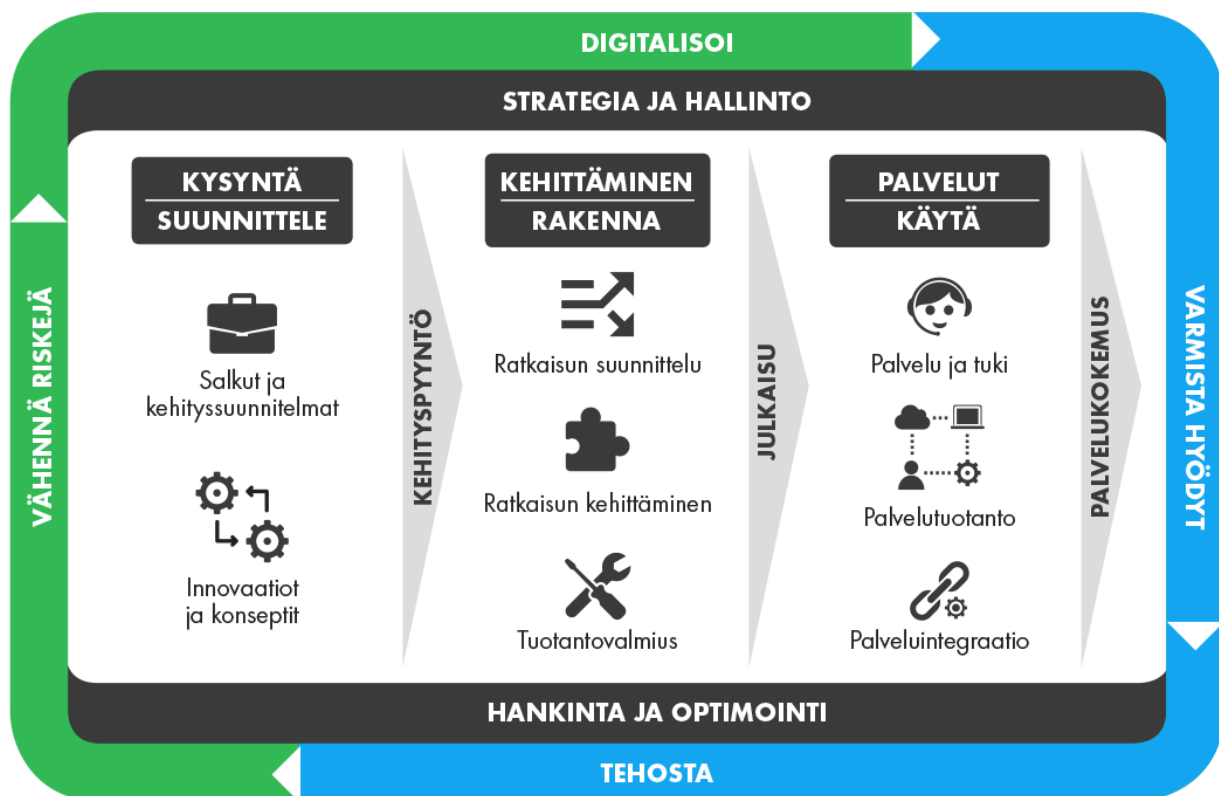 DIGITALISOI
STRATEGIA JA HALLINTO
VÄHENNÄ RISKEJÄ
KYSYNTÄ
SUUNNITTELE
Salkut ja
kehityssuunnitelmat
Innovaatiot
ja konseptit
KEHITYSPYYNTÖ
KEHITTÄMINEN
RAKENNA
Ratkaisun suunnittelu
Ratkaisun kehittäminen
Tuotantovalmius
JULKAISU
PALVELUT
KÄYTÄ
Palvelu ja tuki
Palvelutuotanto
Palveluintegraatio
PALVELUKOKEMUS
VARMISTA HYÖDYT
HANKINTA JA OPTIMOINTI
TEHOSTA